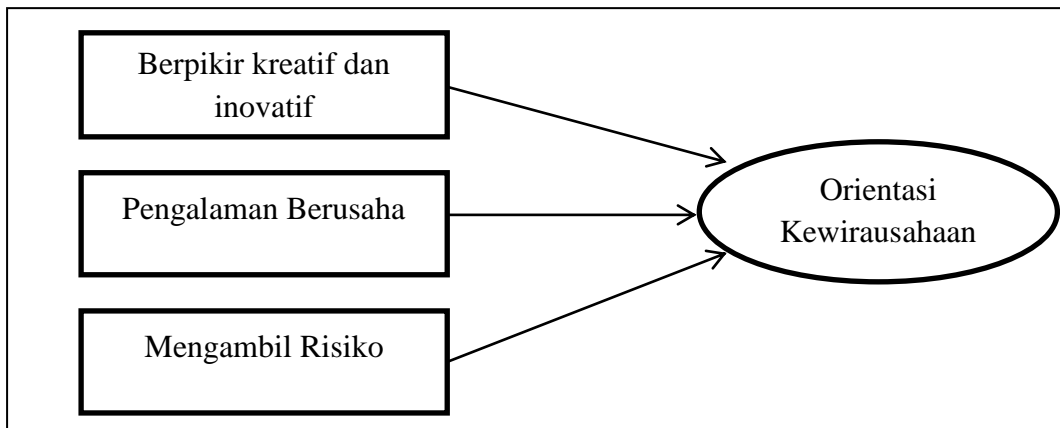 Berpikir kreatif dan
inovatif
Pengalaman Berusaha
Mengambil Risiko
Orientasi
Kewirausahaan